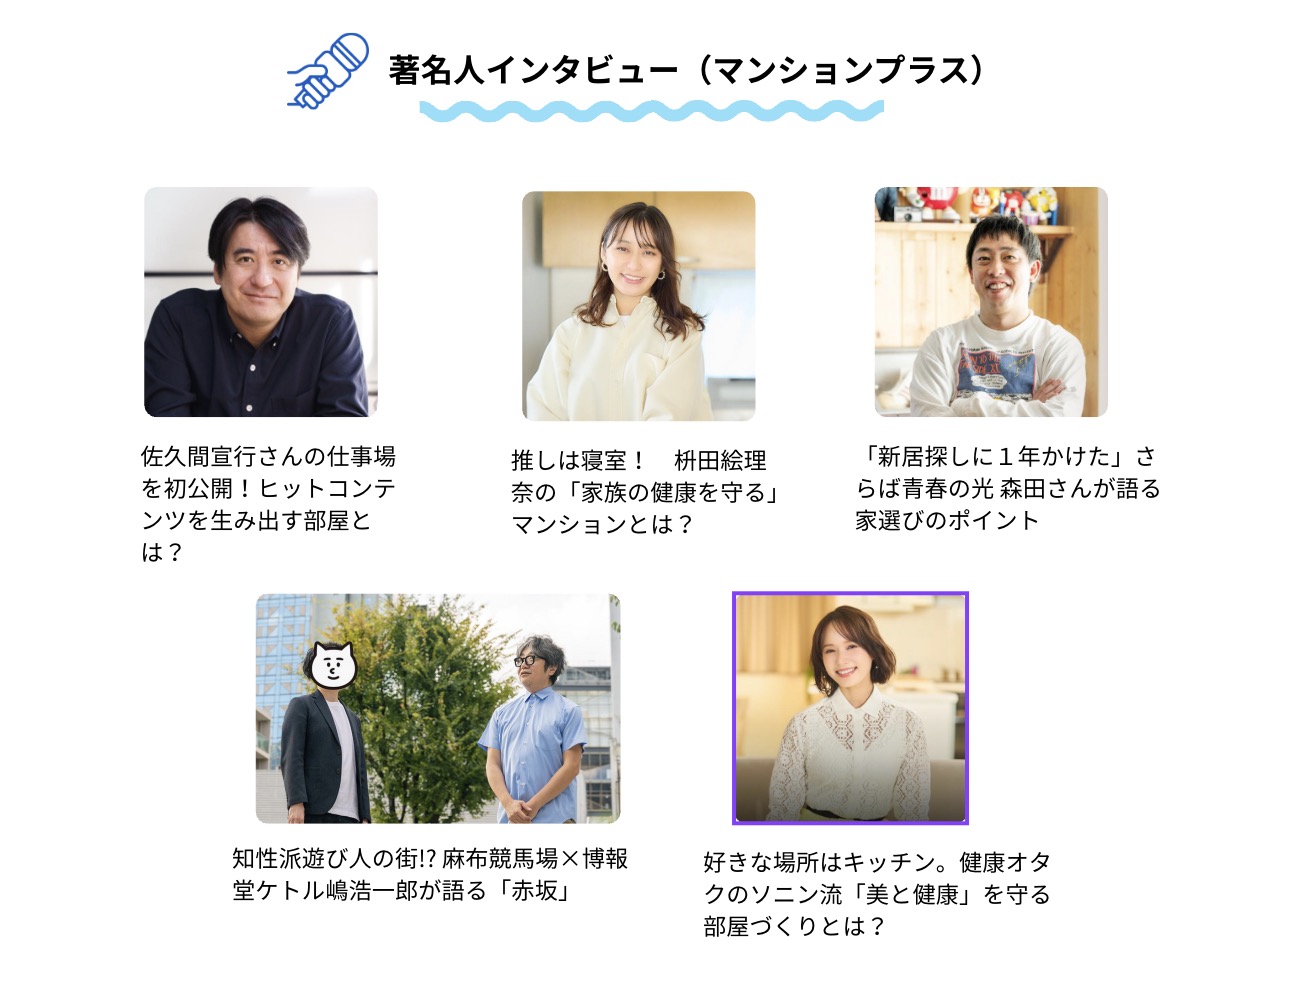 著名人インタビュー（マンションプラス）
佐久間宣行さんの仕事場
を初公開！ヒットコンテ
ンツを生み出す部屋と
は？
推しは寝室！　枡田絵理
奈の「家族の健康を守る」
マンションとは？
「新居探しに１年かけた」さ
らば青春の光 森田さんが語る
家選びのポイント
知性派遊び人の街!? 麻布競馬場×博報
堂ケトル嶋浩一郎が語る「赤坂」
好きな場所はキッチン。健康オタ
クのソニン流「美と健康」を守る
部屋づくりとは？